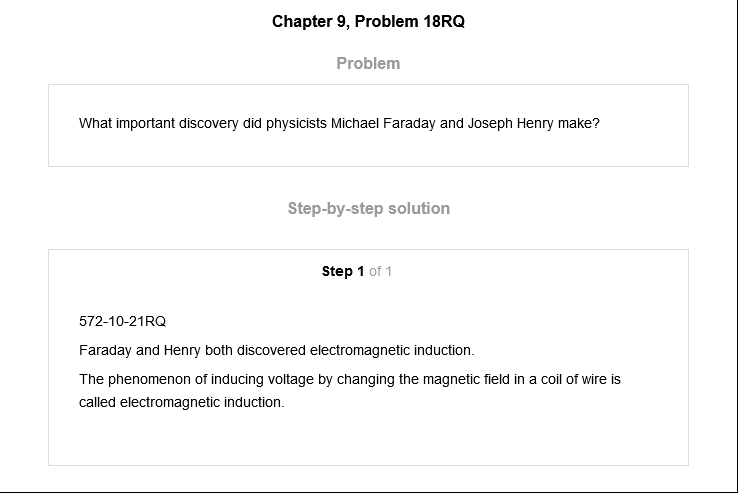 Chapter 9, Problem 18RQ
Problem
What important discovery did physicists Michael Faraday and Joseph Henry make?
Step-by-step solution
Step 1 of 1
572-10-21RQ
Faraday and Henry both discovered electromagnetic induction.
The phenomenon of inducing voltage by changing the magnetic field in a coil of wire is
called electromagnetic induction.